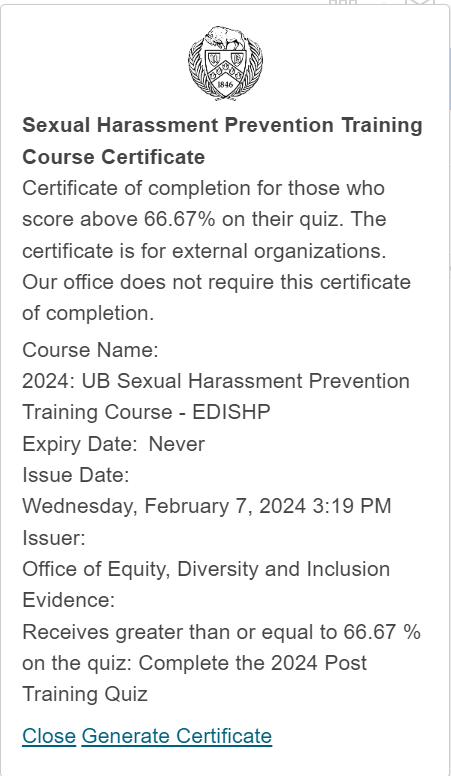 UB
1846
Sexual Harassment Prevention Training
Course Certificate
Certificate of completion for those who
score above 66.67% on their quiz. The
certificate is for external organizations.
Our office does not require this certificate
of completion.
Course Name:
2024: UB Sexual Harassment Prevention
Training Course - EDISHP
Expiry Date: Never
Issue Date:
Wednesday, February 7, 2024 3:19 PM
Issuer:
Office of Equity, Diversity and Inclusion
Evidence:
Receives greater than or equal to 66.67 %
on the quiz: Complete the 2024 Post
Training Quiz
Close Generate Certificate